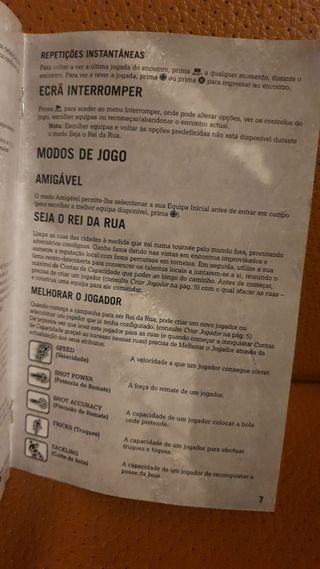 REPETIÇÕES INSTANTÂNEAS
Para voltar a ver a última jogada do encontro, prima , a qualquer momento, durante o
encontro. Para ver a rever a jogada, prima ou prima para regressar ao encontro.
ECRÃ INTERROMPER
Prima para aceder ao menu Interromper, onde pode alterar opções, ver os controlos do
jogo, escolher equipas ou recomeçar/abandonar o encontro actual.
Nota: Escolher equipas e voltar às opções predefinidas não está disponível durante
o modo Seja o Rei da Rua.
MODOS DE JOGO
AMIGÁVEL
O modo Amigável permite-lhe seleccionar a sua Equipa Inicial antes de entrar em campo
(para escolher a melhor equipa disponível, prima ).
SEJA O REI DA RUA
Limpe as ruas das cidades à medida que vai numa tournée pelo mundo fora, procurando
adversários condignos. Ganhe fama dando nas vistas em encontros improvisados e
aumente a reputação local com bons percursos em torneios. Em seguida, utilize a sua
fama recem-descoberta para convencer os talentos locais a juntarem-se a si, reunindo o
máximo de Contas de Capacidade que poder ao longo do caminho. Antes de começar,
precisa de criar um jogador (consulte Criar Jogador na pág. 5) com o qual afectar as ruas –
e construa uma equipa para ele comandar.
MELHORAR O JOGADOR
Quando começa a campanha para ser Rei da Rua, pode criar um novo jogador ou
seleccionar um jogador que já tenha configurado. (consulte Criar Jogador na pág. 5)
Da primeira vez que levar este jogador para as ruas (e quando começar a conquistar Contas
de Capacidade graças ao sucesso nessas ruas) precisa de Melhorar o Jogador através da
actualização dos seus atributos.
SPEED
(Velocidade)
A velocidade a que um jogador consegue correr.
SHOT POWER
(Potência do Remate)
A força do remate de um jogador.
SHOT ACCURACY
(Precisão do Remate)
A capacidade de um jogador colocar a bola
onde pretende.
TRICKS (Truques)
A capacidade de um jogador para efectuar
truques e toques.
TACKLING
(Corte de bola)
A capacidade de um jogador de reconquistar a
posse da bola.
7